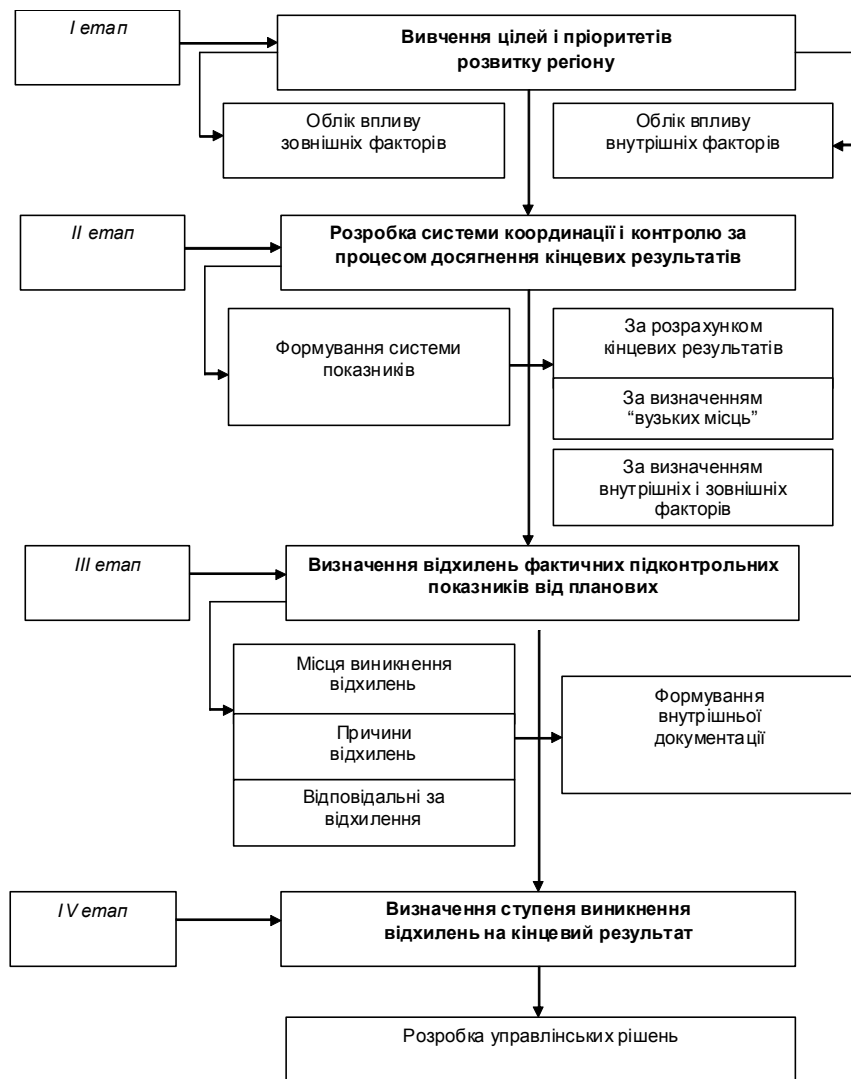 I етап
Вивчення цілей і пріоритетів
розвитку регіону
Облік впливу
зовнішніх факторів
Облік впливу
внутрішніх факторів
II етап
Розробка системи координації і контролю за
процесом досягнення кінцевих результатів
Формування системи
показників
За розрахунком
кінцевих результатів
За визначенням
“вузьких місць”
За визначенням
внутрішніх і зовнішніх
факторів
III етап
Визначення відхилень фактичних підконтрольних
показників від планових
Місця виникнення
відхилень
Причини
відхилень
Відповідальні за
відхилення
Формування
внутрішньої
документації
IV етап
Визначення ступеня виникнення
відхилень на кінцевий результат
Розробка управлінських рішень